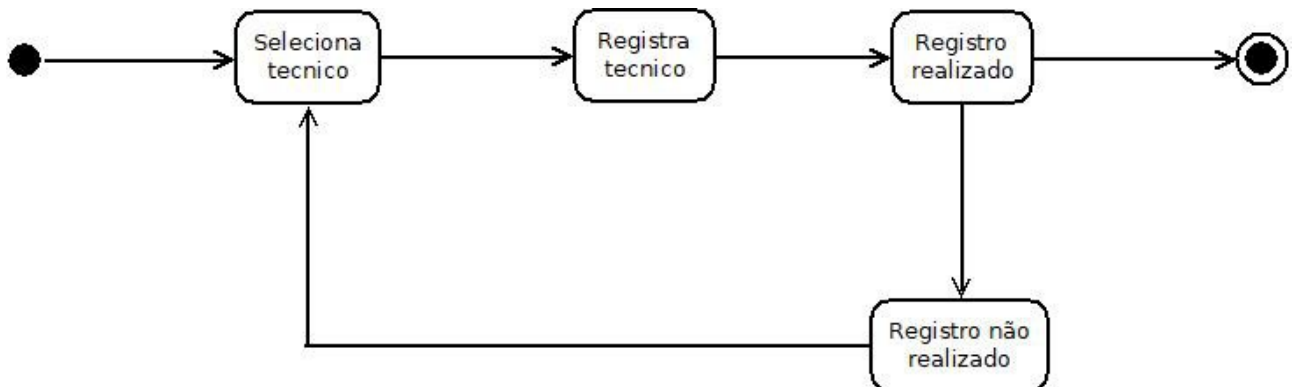 Seleciona
tecnico
Registra
tecnico
Registro
realizado
Registro não
realizado